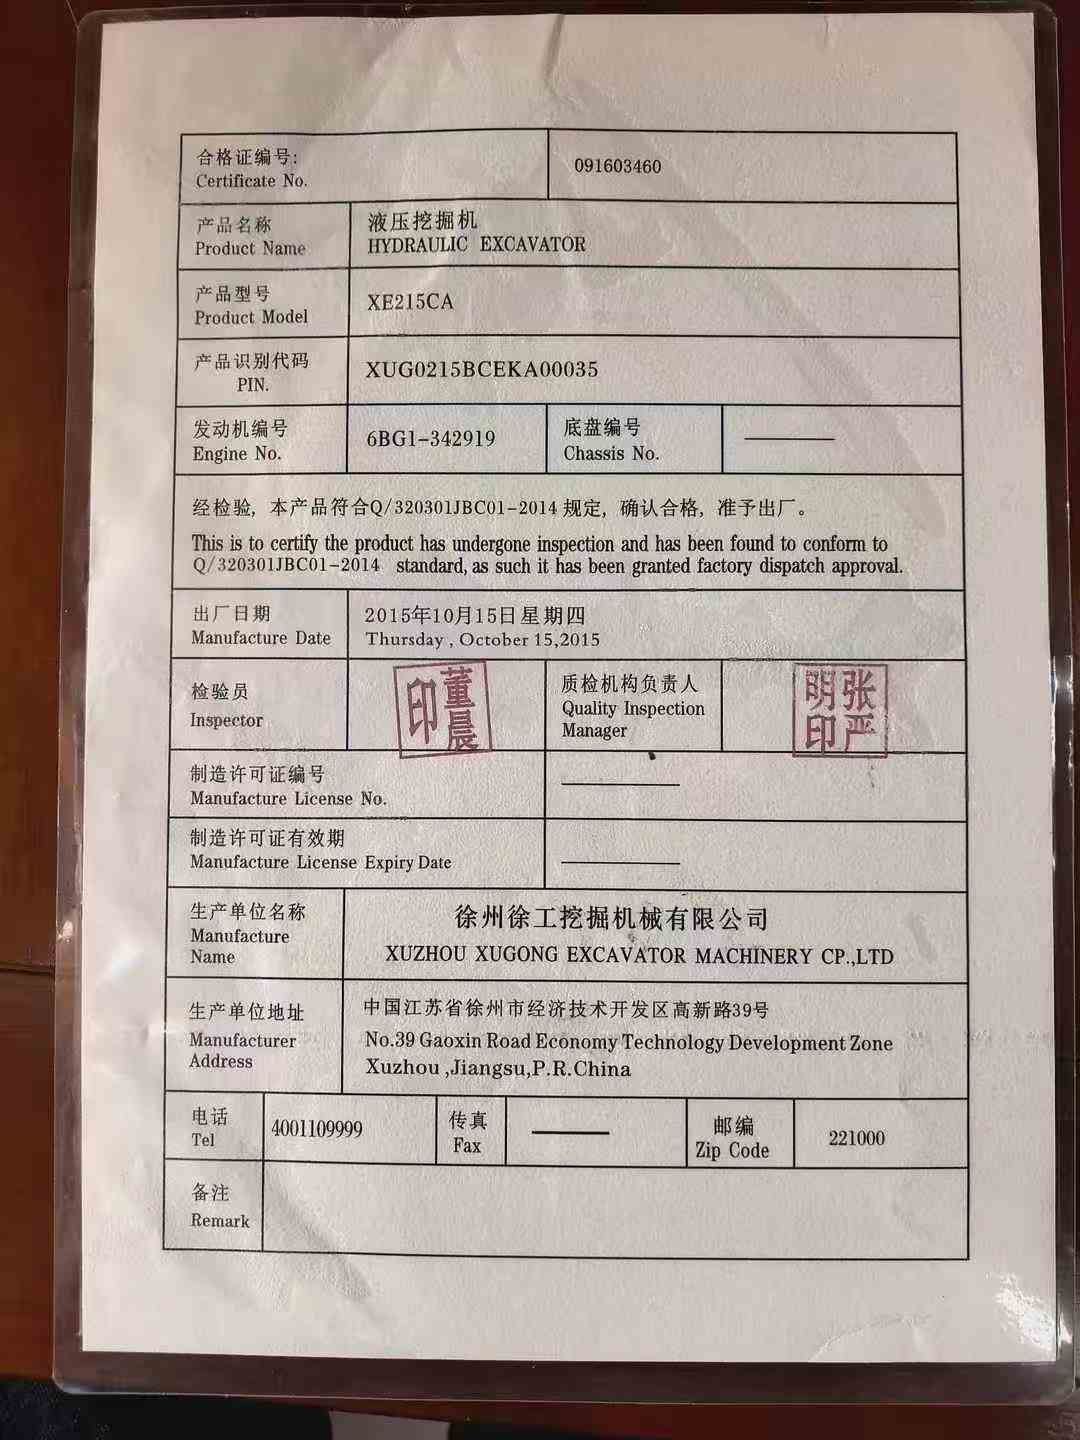 合格证编号:
Certificate No.
091603460
产品名称
Product Name
液压挖掘机
HYDRAULIC EXCAVATOR
产品型号
Product Model
XE215CA
产品识别代码
PIN.
XUG0215BCEKA00035
发动机编号
Engine No.
6BG1-342919
底盘编号
Chassis No.
经检验, 本产品符合Q/320301JBC01-2014 规定, 确认合格, 准予出厂。
This is to certify the product has undergone inspection and has been found to conform to
Q/320301JBC01-2014 standard, as such it has been granted factory dispatch approval.
出厂日期
Manufacture Date
2015年10月15日星期四
Thursday , October 15,2015
检验员
Inspector
董晨印
质检机构负责人
Quality Inspection
Manager
张严明印
制造许可证编号
Manufacture License No.
制造许可证有效期
Manufacture License Expiry Date
生产单位名称
Manufacture
Name
徐州徐工挖掘机械有限公司
XUZHOU XUGONG EXCAVATOR MACHINERY CP.,LTD
生产单位地址
Manufacturer
Address
中国江苏省徐州市经济技术开发区高新路39号
No.39 Gaoxin Road Economy Technology Development Zone
Xuzhou ,Jiangsu,P.R.China
电话
Tel
4001109999
传真
Fax
邮编
Zip Code
221000
备注
Remark